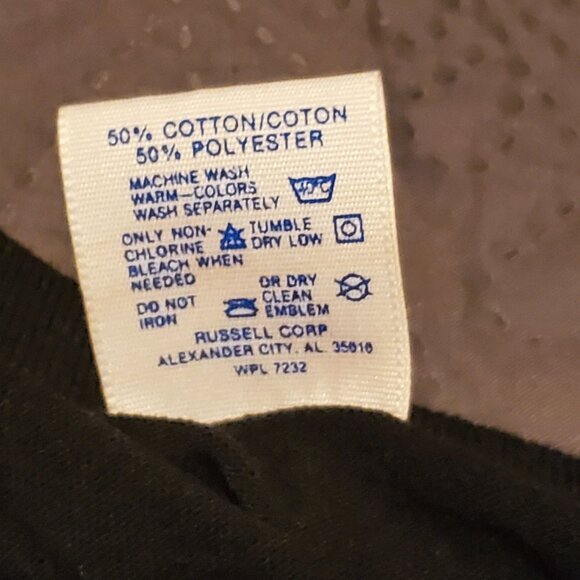 50% COTTON/COTON
50% POLYESTER
MACHINE WASH
WARM-COLORS
WASH SEPARATELY
40°C
ONLY NON-
CHLORINE
BLEACH WHEN
NEEDED
TUMBLE
DRY LOW
DO NOT
IRON
OR DRY
CLEAN
EMBLEM
RUSSELL CORP
ALEXANDER CITY, AL 35010
WPL 7232